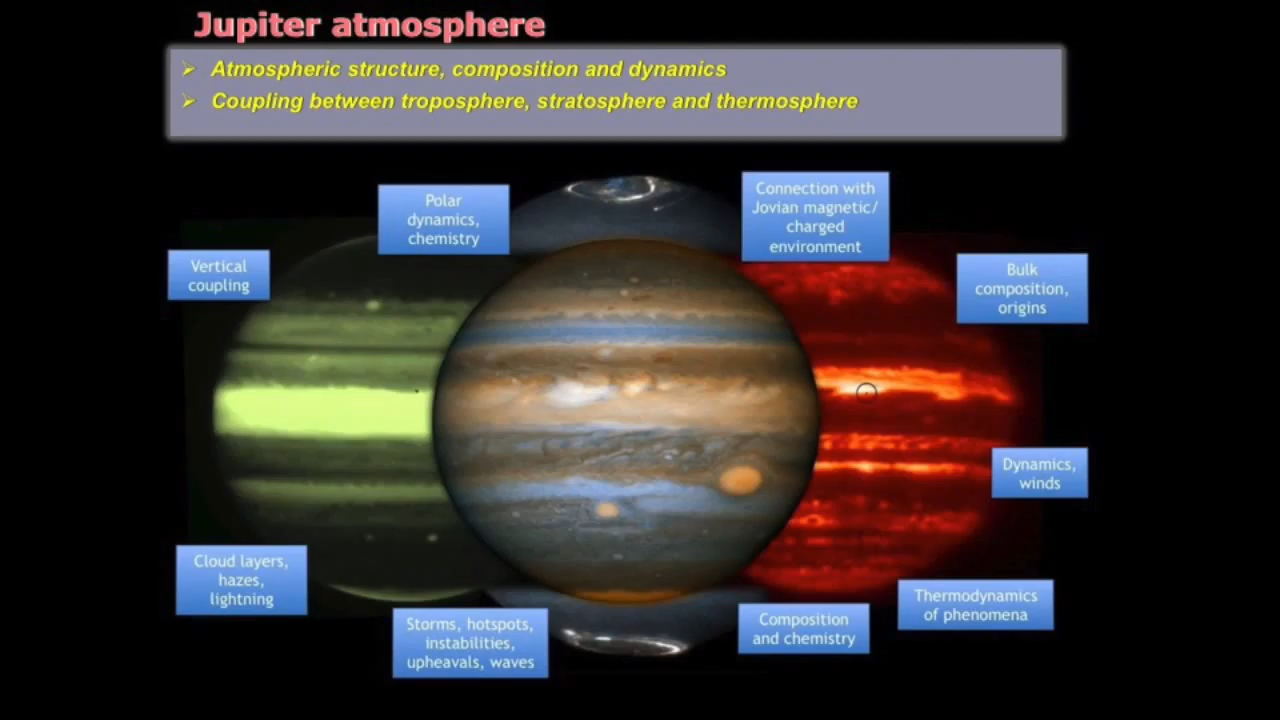 Jupiter atmosphere
➢ Atmospheric structure, composition and dynamics
➢ Coupling between troposphere, stratosphere and thermosphere
Polar
dynamics,
chemistry
Connection with
Jovian magnetic/
charged
environment
Vertical
coupling
Bulk
composition,
origins
Dynamics,
winds
Cloud layers,
hazes,
lightning
Storms, hotspots,
instabilities,
upheavals, waves
Composition
and chemistry
Thermodynamics
of phenomena